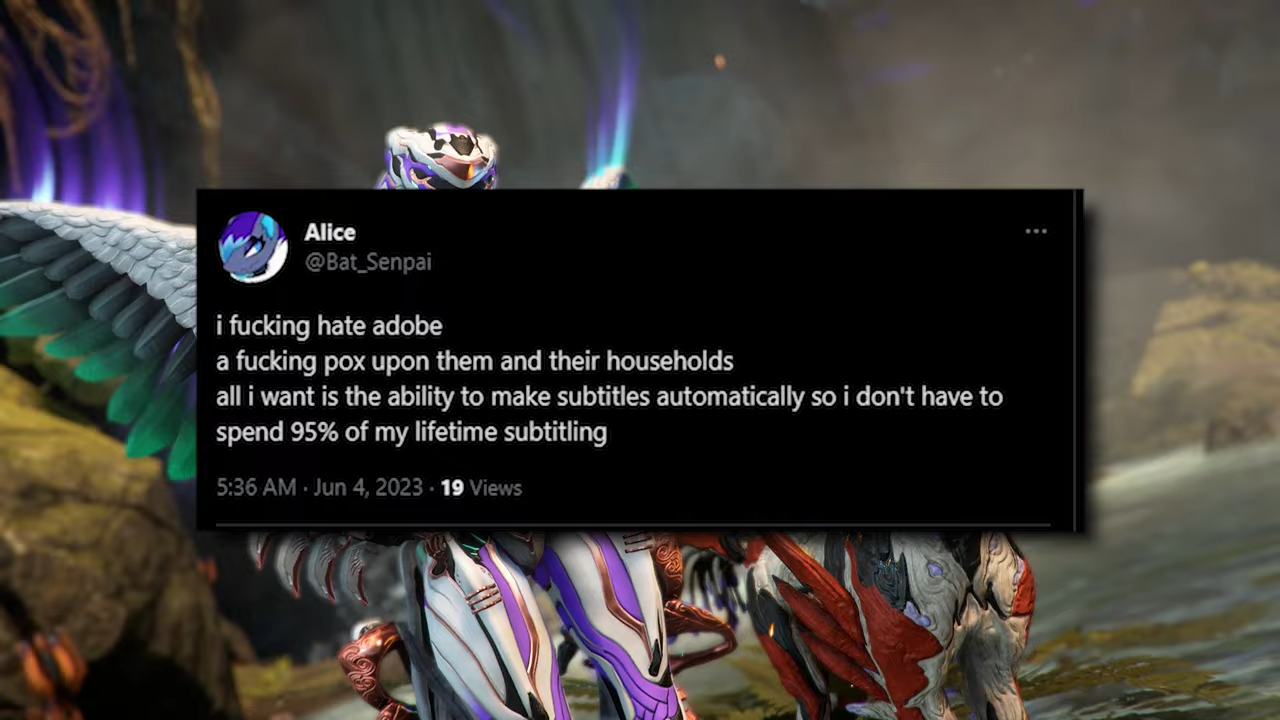 Alice
@Bat_Senpai
i fucking hate adobe
a fucking pox upon them and their households
all i want is the ability to make subtitles automatically so i don't have to
spend 95% of my lifetime subtitling
5:36 AM · Jun 4, 2023 · 19 Views